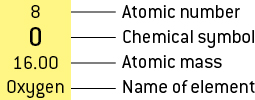 8 Atomic number
O Chemical symbol
16.00 Atomic mass
Oxygen Name of element